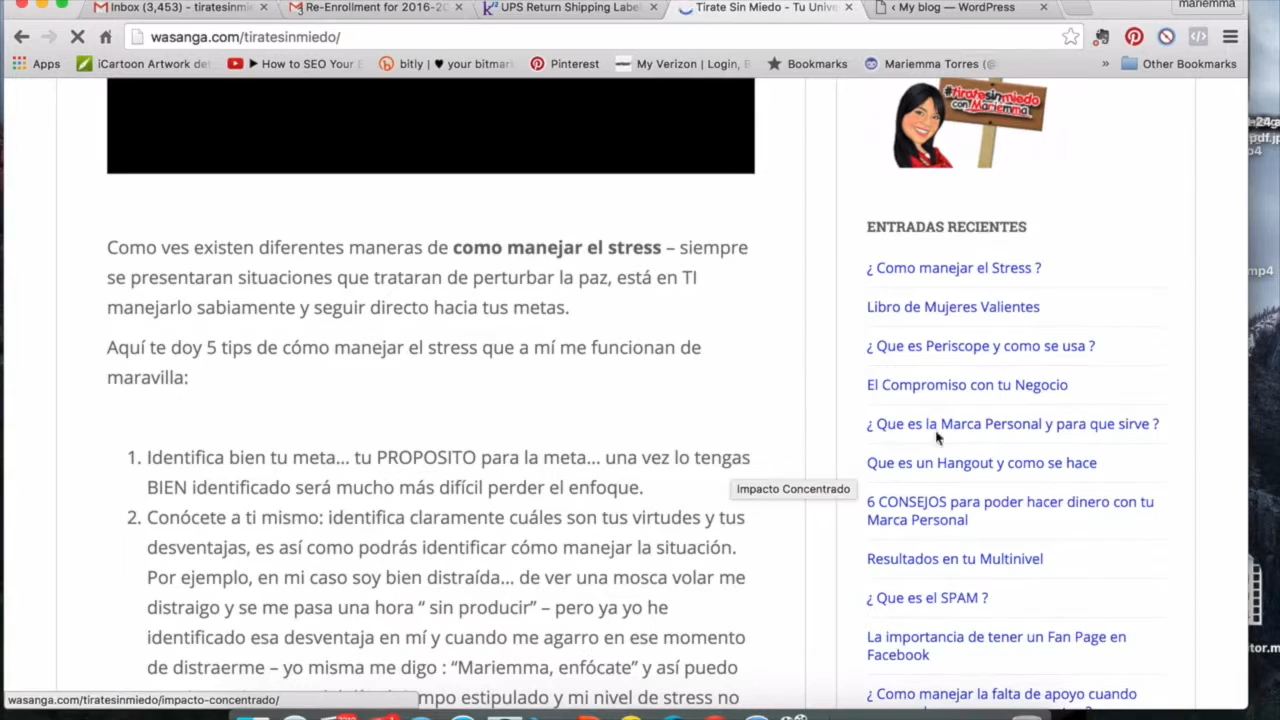 mariemma
Inbox (3,453) - tiratesinmie
Re-Enrollment for 2016-20
UPS Return Shipping Label
Tirate Sin Miedo - Tu Unive
‹ My blog — WordPress
wasanga.com/tiratesinmiedo/
Apps
iCartoon Artwork de
► How to SEO Your
bitly | ♥ your bitmar
Pinterest
My Verizon | Login,
Bookmarks
Mariemma Torres (@
»
Other Bookmarks
#tiratesinmiedo
con Mariemma
Como ves existen diferentes maneras de como manejar el stress – siempre
se presentaran situaciones que trataran de perturbar la paz, está en TI
manejarlo sabiamente y seguir directo hacia tus metas.
Aquí te doy 5 tips de cómo manejar el stress que a mí me funcionan de
maravilla:
1. Identifica bien tu meta... tu PROPOSITO para la meta... una vez lo tengas
BIEN identificado será mucho más difícil perder el enfoque.
2. Conócete a ti mismo: identifica claramente cuáles son tus virtudes y tus
desventajas, es así como podrás identificar cómo manejar la situación.
Por ejemplo, en mi caso soy bien distraída... de ver una mosca volar me
distraigo y se me pasa una hora “ sin producir” – pero ya yo he
identificado esa desventaja en mí y cuando me agarro en ese momento
de distraerme – yo misma me digo : “Mariemma, enfócate” y así puedo
tiempo estipulado y mi nivel de stress no
ENTRADAS RECIENTES
¿ Como manejar el Stress ?
Libro de Mujeres Valientes
¿ Que es Periscope y como se usa ?
El Compromiso con tu Negocio
¿ Que es la Marca Personal y para que sirve ?
Que es un Hangout y como se hace
6 CONSEJOS para poder hacer dinero con tu
Marca Personal
Resultados en tu Multinivel
¿ Que es el SPAM ?
La importancia de tener un Fan Page en
Facebook
¿ Como manejar la falta de apoyo cuando
Impacto Concentrado
wasanga.com/tiratesinmiedo/impacto-concentrado/